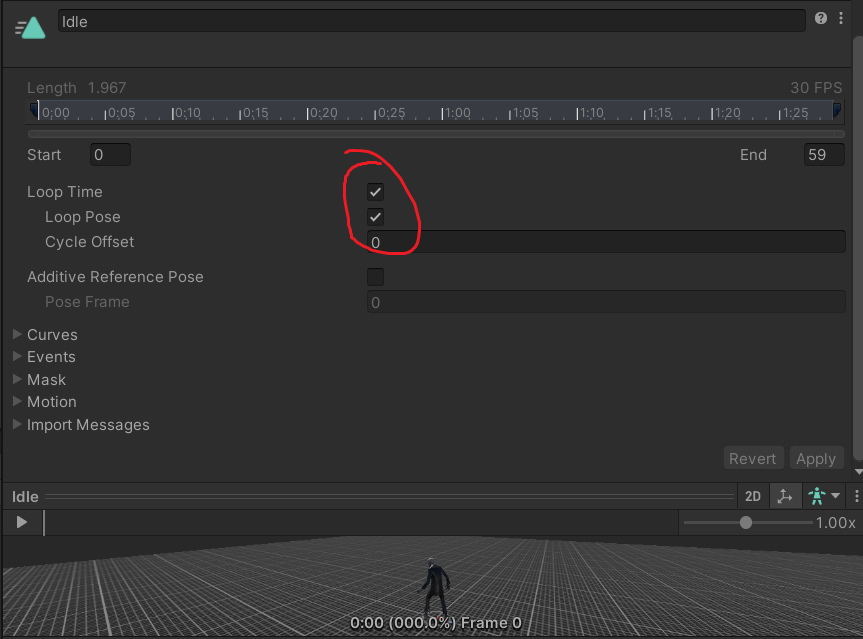 Idle
Length 1.967 30 FPS
0:00 0:05 0:10 0:15 0:20 0:25 1:00 1:05 1:10 1:15 1:20 1:25
Start 0 End 59
Loop Time
Loop Pose
Cycle Offset 0
Additive Reference Pose
Pose Frame 0
Curves
Events
Mask
Motion
Import Messages
Revert Apply
Idle 2D
1.00x
0:00 (000.0%) Frame 0